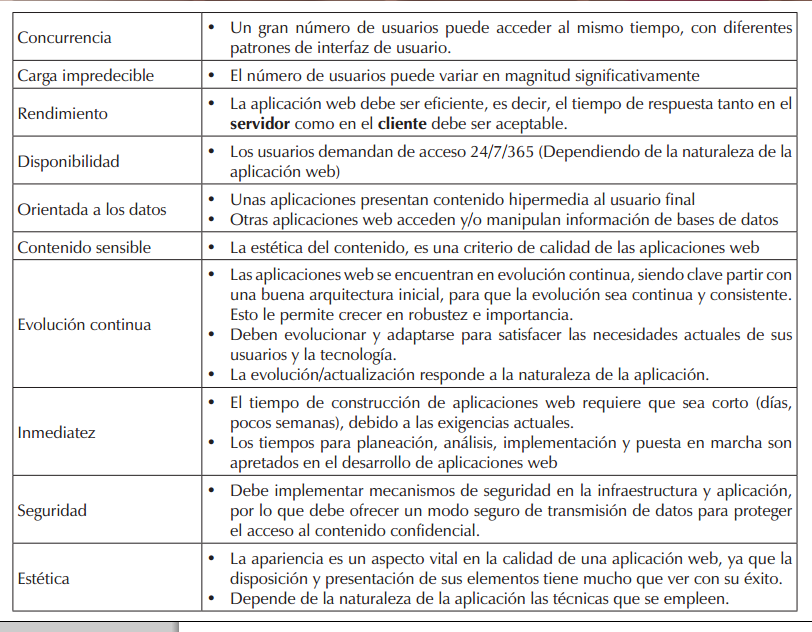 Concurrencia
• Un gran número de usuarios puede acceder al mismo tiempo, con diferentes
patrones de interfaz de usuario.
Carga impredecible
• El número de usuarios puede variar en magnitud significativamente
Rendimiento
• La aplicación web debe ser eficiente, es decir, el tiempo de respuesta tanto en el
servidor como en el cliente debe ser aceptable.
Disponibilidad
• Los usuarios demandan de acceso 24/7/365 (Dependiendo de la naturaleza de la
aplicación web)
Orientada a los datos
• Unas aplicaciones presentan contenido hipermedia al usuario final
• Otras aplicaciones web acceden y/o manipulan información de bases de datos
Contenido sensible
• La estética del contenido, es una criterio de calidad de las aplicaciones web
Evolución continua
• Las aplicaciones web se encuentran en evolución continua, siendo clave partir con
una buena arquitectura inicial, para que la evolución sea continua y consistente.
Esto le permite crecer en robustez e importancia.
• Deben evolucionar y adaptarse para satisfacer las necesidades actuales de sus
usuarios y la tecnología.
• La evolución/actualización responde a la naturaleza de la aplicación.
Inmediatez
• El tiempo de construcción de aplicaciones web requiere que sea corto (días,
pocos semanas), debido a las exigencias actuales.
• Los tiempos para planeación, análisis, implementación y puesta en marcha son
apretados en el desarrollo de aplicaciones web
Seguridad
• Debe implementar mecanismos de seguridad en la infraestructura y aplicación,
por lo que debe ofrecer un modo seguro de transmisión de datos para proteger
el acceso al contenido confidencial.
Estética
• La apariencia es un aspecto vital en la calidad de una aplicación web, ya que la
disposición y presentación de sus elementos tiene mucho que ver con su éxito.
• Depende de la naturaleza de la aplicación las técnicas que se empleen.